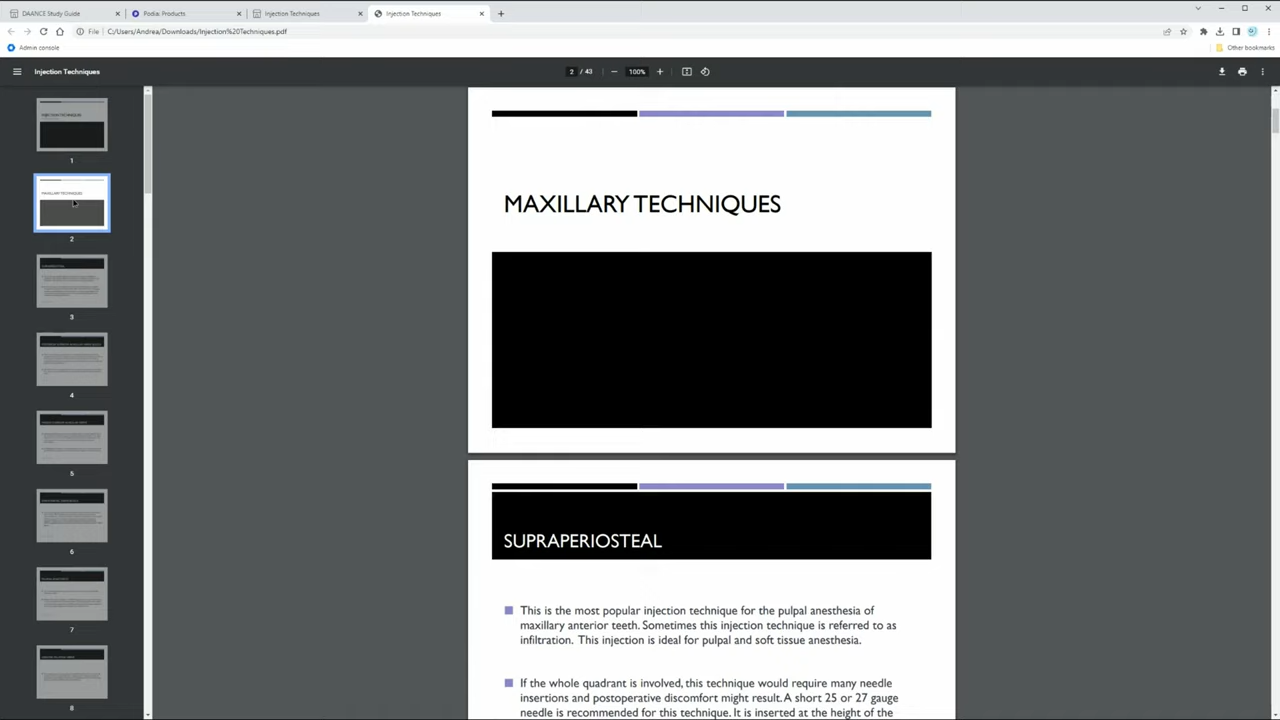 DAANCE Study Guide
Podia: Products
Injection Techniques
Injection Techniques
File
C:/Users/Andrea/Downloads/Injection%20Techniques.pdf
Admin console
Other bookmarks
Injection Techniques
2 / 43
100%
MAXILLARY TECHNIQUES
SUPRAPERIOSTEAL
This is the most popular injection technique for the pulpal anesthesia of
maxillary anterior teeth. Sometimes this injection technique is referred to as
infiltration. This injection is ideal for pulpal and soft tissue anesthesia.
If the whole quadrant is involved, this technique would require many needle
insertions and postoperative discomfort might result. A short 25 or 27 gauge
needle is recommended for this technique. It is inserted at the height of the
1
MAXILLARY TECHNIQUES
2
3
4
5
6
7
8